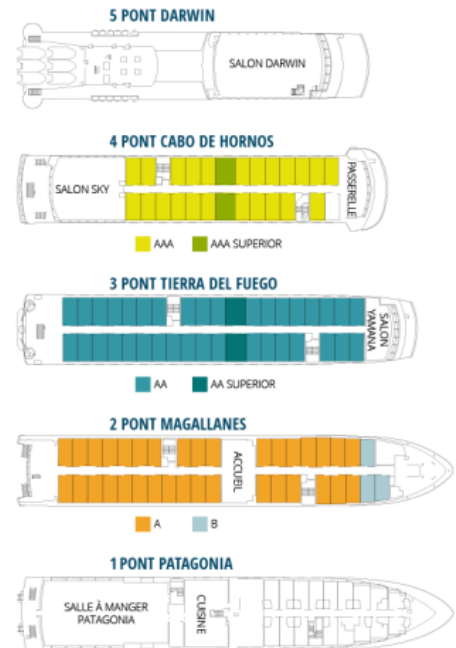 5 PONT DARWIN
SALON DARWIN
4 PONT CABO DE HORNOS
SALON SKY
PASSERELLE
AAA
AAA SUPERIOR
3 PONT TIERRA DEL FUEGO
SALON
YAMANA
AA
AA SUPERIOR
2 PONT MAGALLANES
ACCUEIL
A
B
1 PONT PATAGONIA
SALLE À MANGER
PATAGONIA
CUISINE